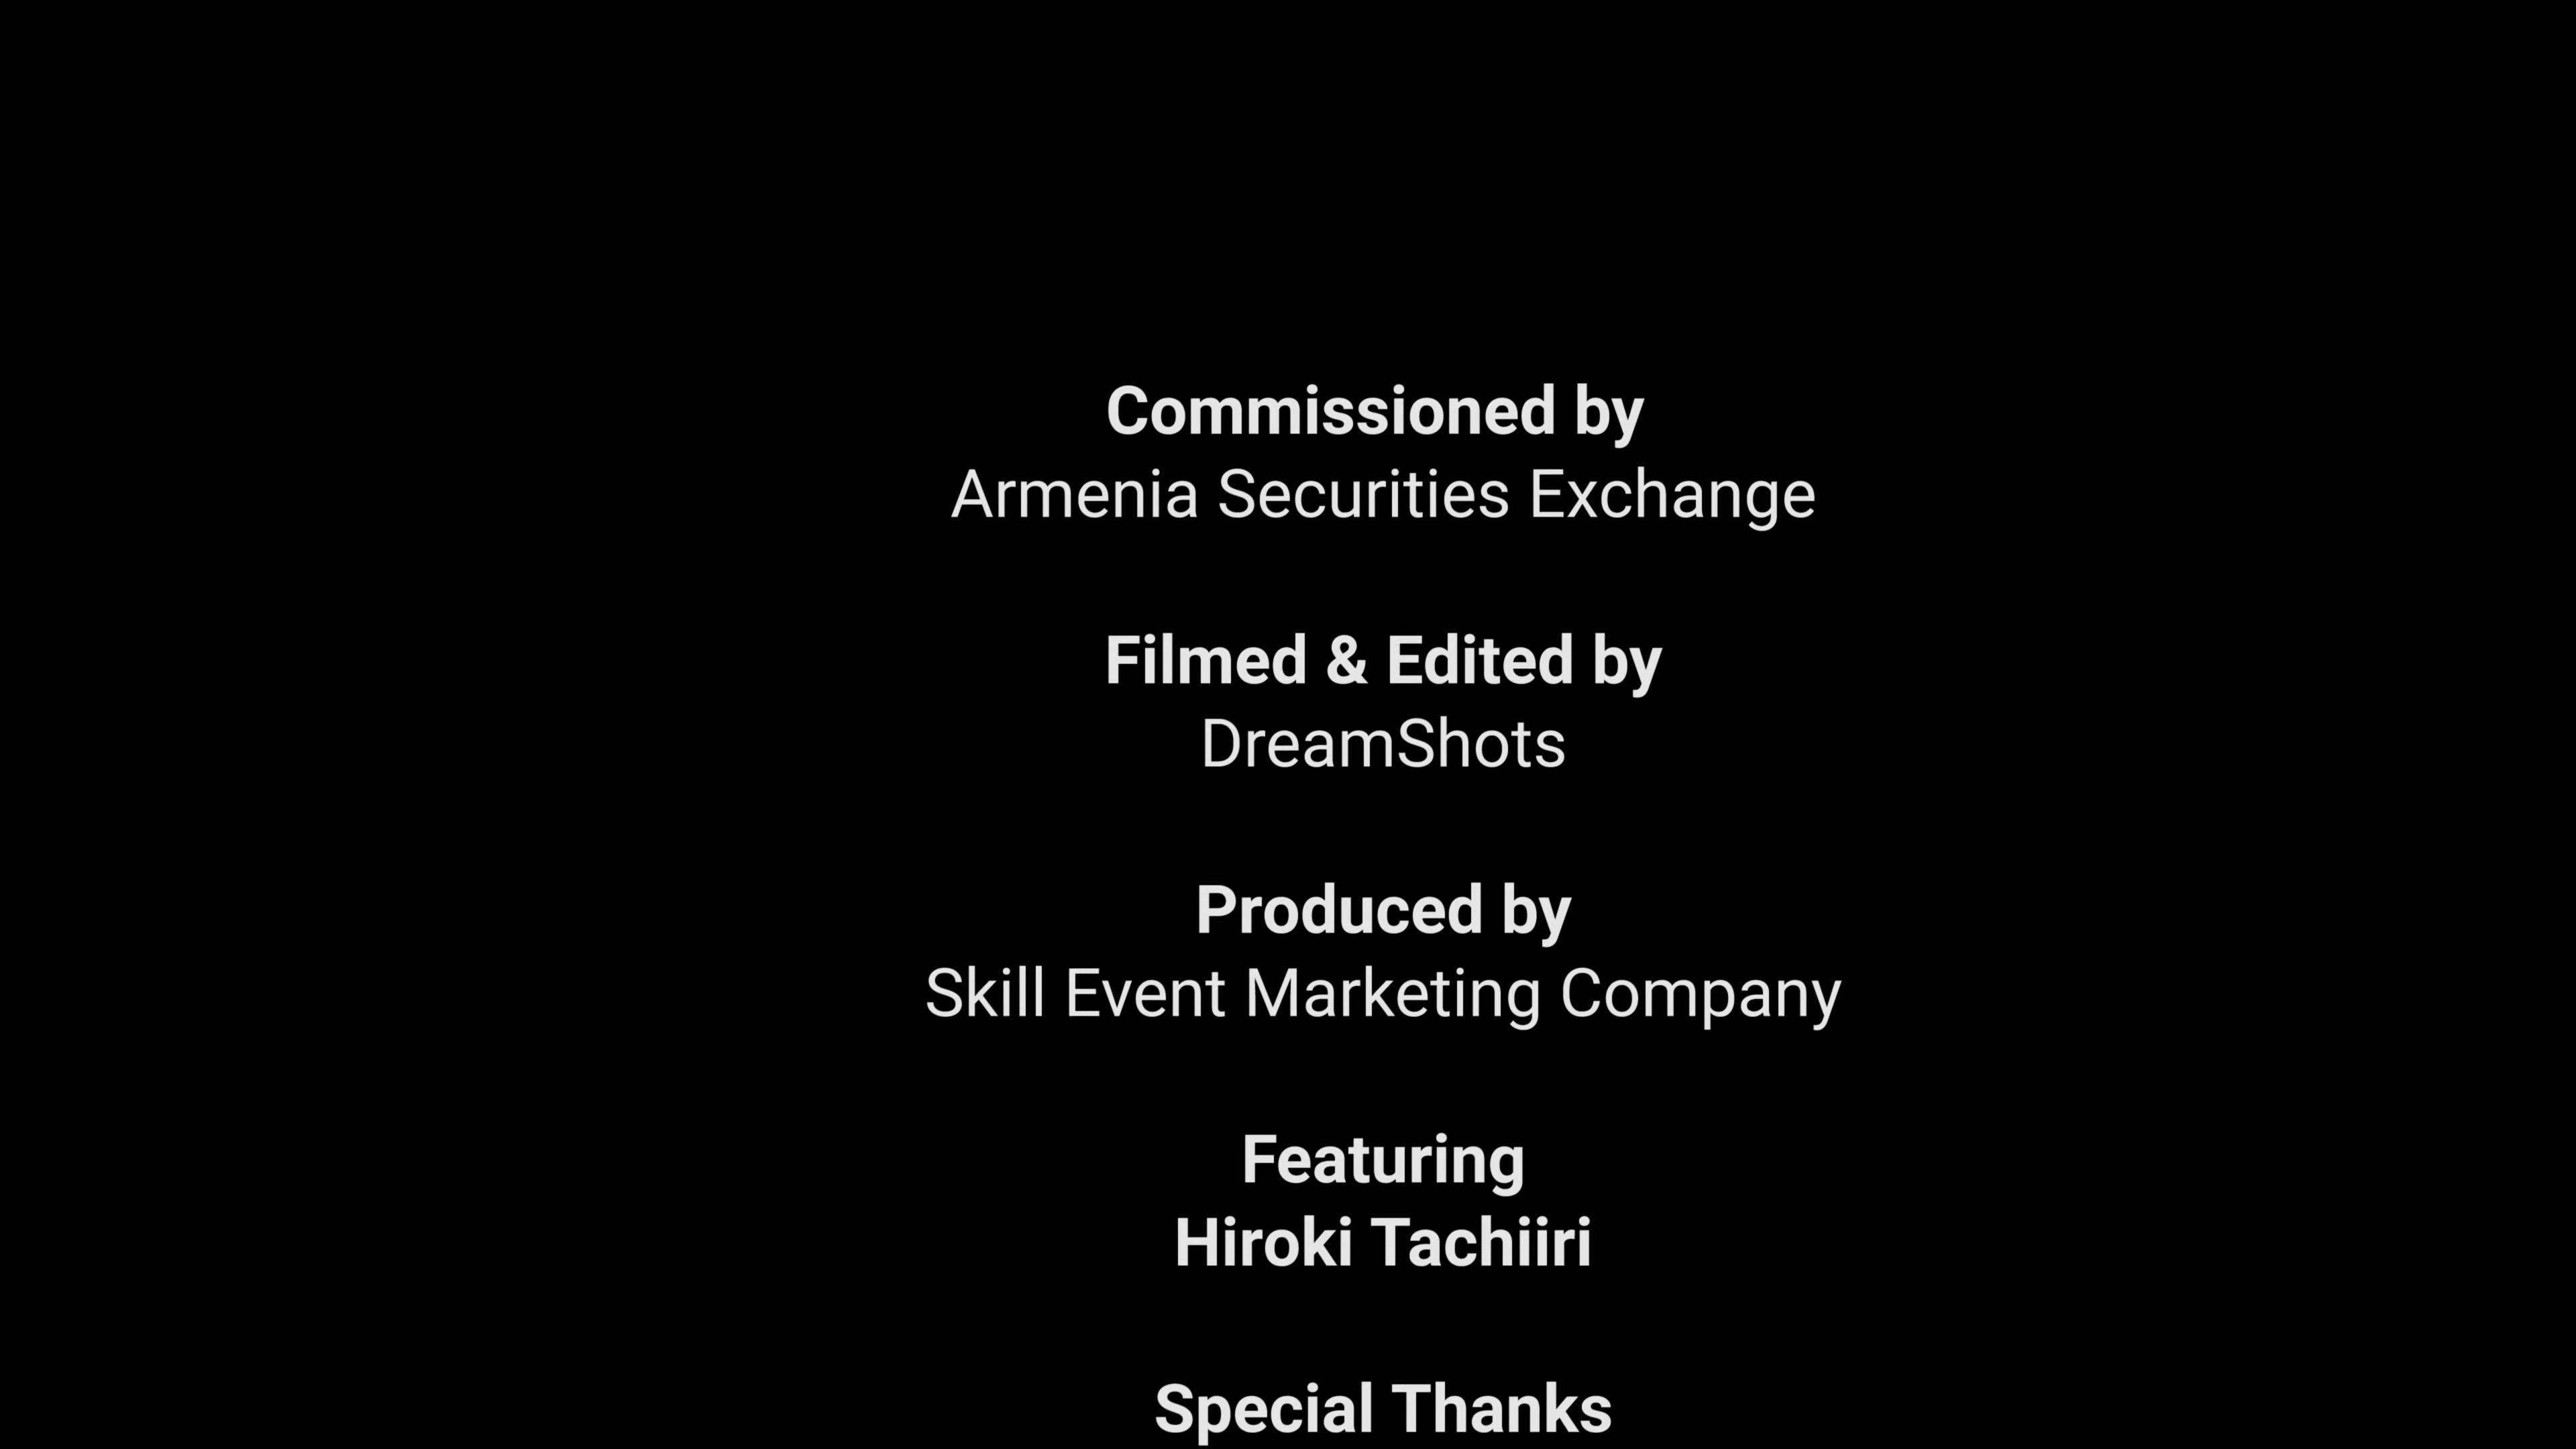 Commissioned by
Armenia Securities Exchange
Filmed & Edited by
DreamShots
Produced by
Skill Event Marketing Company
Featuring
Hiroki Tachiiri
Special Thanks